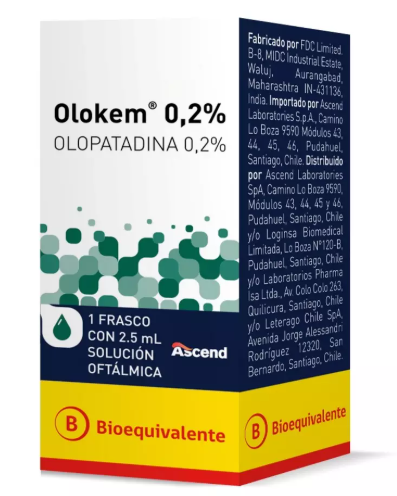 Olokem® 0,2%
OLOPATADINA 0,2%
1 FRASCO
CON 2.5 mL
SOLUCIÓN
OFTÁLMICA
Ascend
B Bioequivalente
Fabricado por FDC Limited.
B-8, MIDC Industrial Estate,
Waluj, Aurangabad,
Maharashtra IN-431136,
India. Importado por Ascend
Laboratories S.p.A., Camino
Lo Boza 9590 Módulos 43,
44, 45, 46, Pudahuel,
Santiago, Chile. Distribuido
por Ascend Laboratories
SpA, Camino Lo Boza 9590,
Módulos 43, 44, 45 y 46,
Pudahuel, Santiago, Chile
y/o Loginsa Biomedical
Limitada, Lo Boza N°120-B,
Pudahuel, Santiago, Chile
y/o Laboratorios Pharma
Isa Ltda., Av. Colo Colo 263,
Quilicura, Santiago, Chile
y/o Leterago Chile SpA,
Avenida Jorge Alessandri
Rodríguez 12320, San
Bernardo, Santiago, Chile.
B Bioequivalente